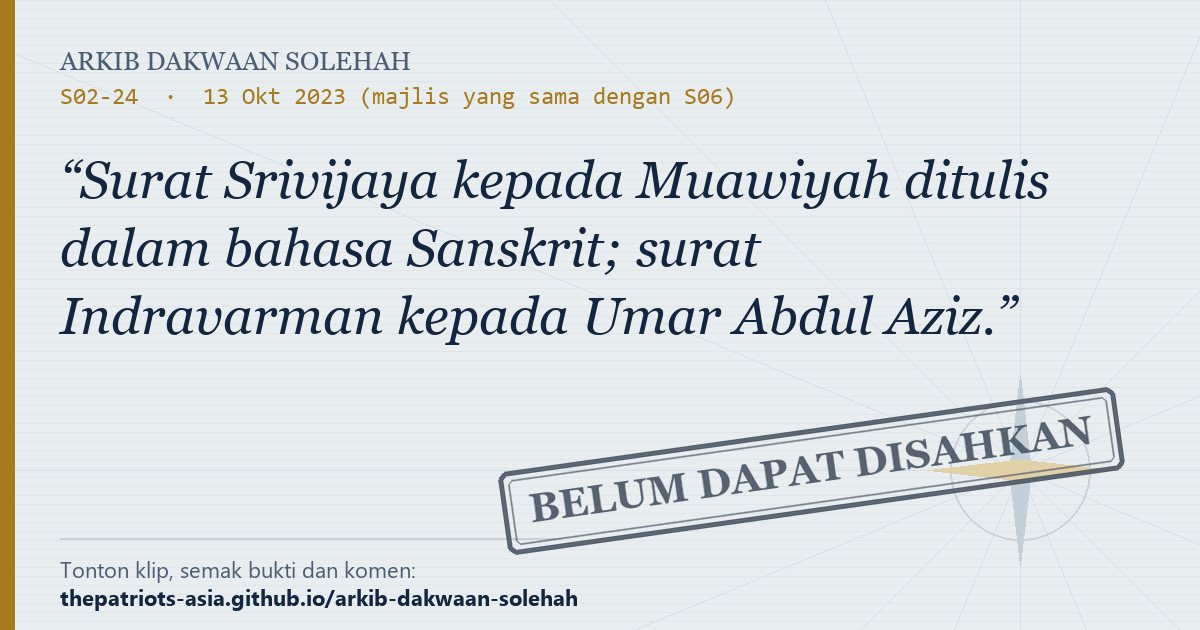 ARKIB DAKWAAN SOLEHAH
S02-24 · 13 Okt 2023 (majlis yang sama dengan S06)
“Surat Srivijaya kepada Muawiyah ditulis
dalam bahasa Sanskrit; surat
Indravarman kepada Umar Abdul Aziz.”
BELUM DAPAT DISAHKAN
Tonton klip, semak bukti dan komen:
thepatriots-asia.github.io/arkib-dakwaan-solehah